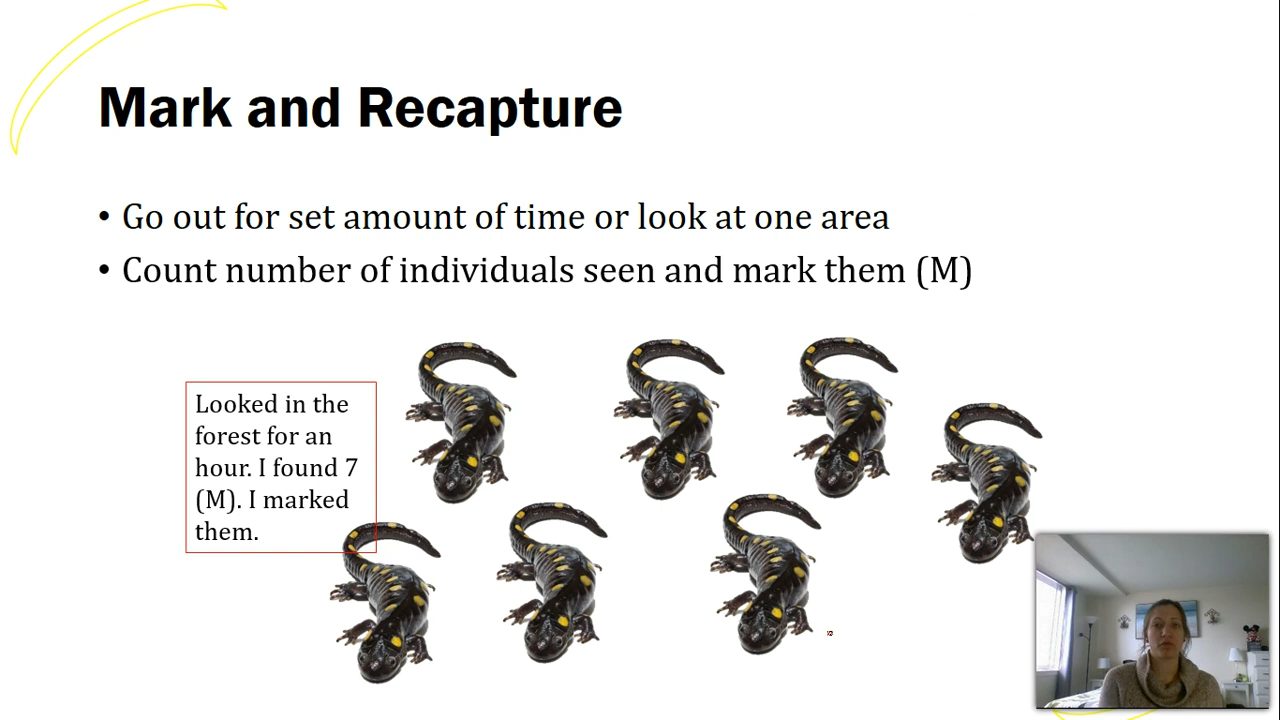 Mark and Recapture
• Go out for set amount of time or look at one area
• Count number of individuals seen and mark them (M)
Looked in the
forest for an
hour. I found 7
(M). I marked
them.